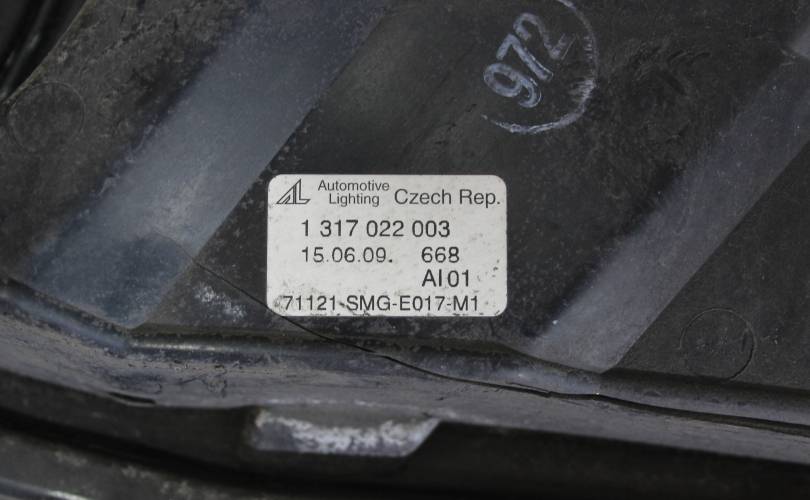 972
AL Automotive Lighting Czech Rep.
1 317 022 003
15.06.09. 668
AI 01
71121-SMG-E017-M1